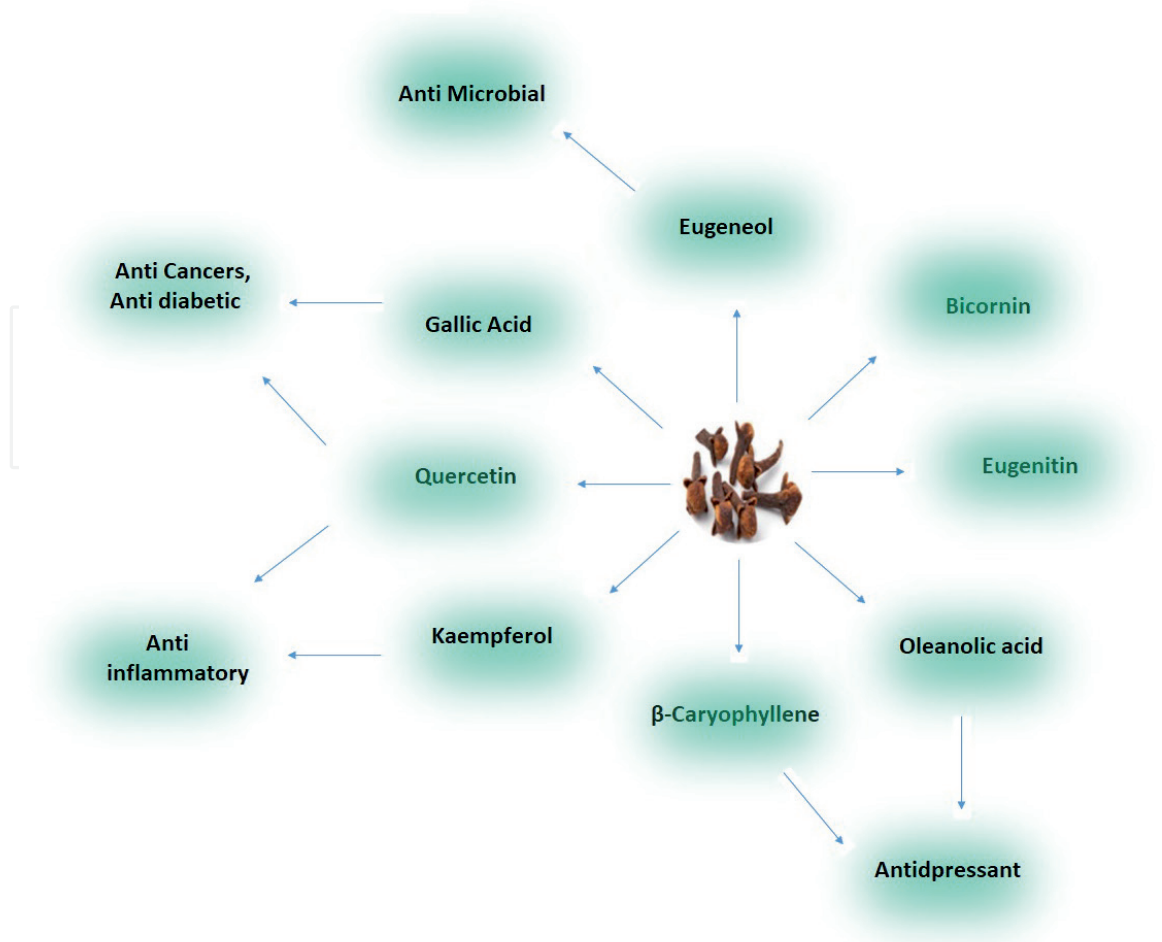 Anti Microbial
Eugeneol
Anti Cancers,
Anti diabetic
Gallic Acid
Bicornin
Quercetin
Eugenitin
Anti
inflammatory
Kaempferol
Oleanolic acid
β-Caryophyllene
Antidpressant